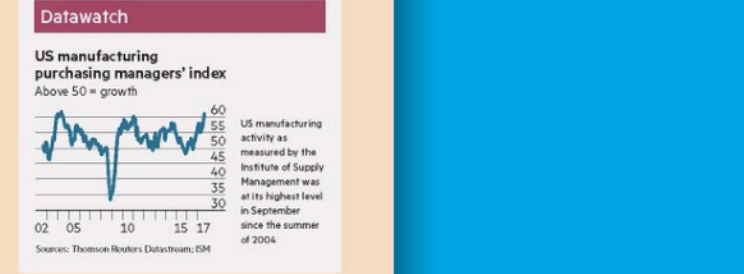 Datawatch
US manufacturing
purchasing managers' index
Above 50 = growth
60
55
50
45
40
35
30
02 05 10 15 17
Sources: Thomson Reuters Datastream; ISM
US manufacturing
activity as
measured by the
Institute of Supply
Management was
at its highest level
in September
since the summer
of 2004